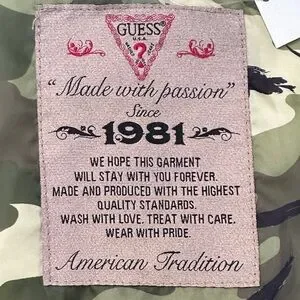 GUESS
U.S.A.
?
"Made with passion"
Since
1981
WE HOPE THIS GARMENT
WILL STAY WITH YOU FOREVER.
MADE AND PRODUCED WITH THE HIGHEST
QUALITY STANDARDS.
WASH WITH LOVE. TREAT WITH CARE.
WEAR WITH PRIDE.
American Tradition